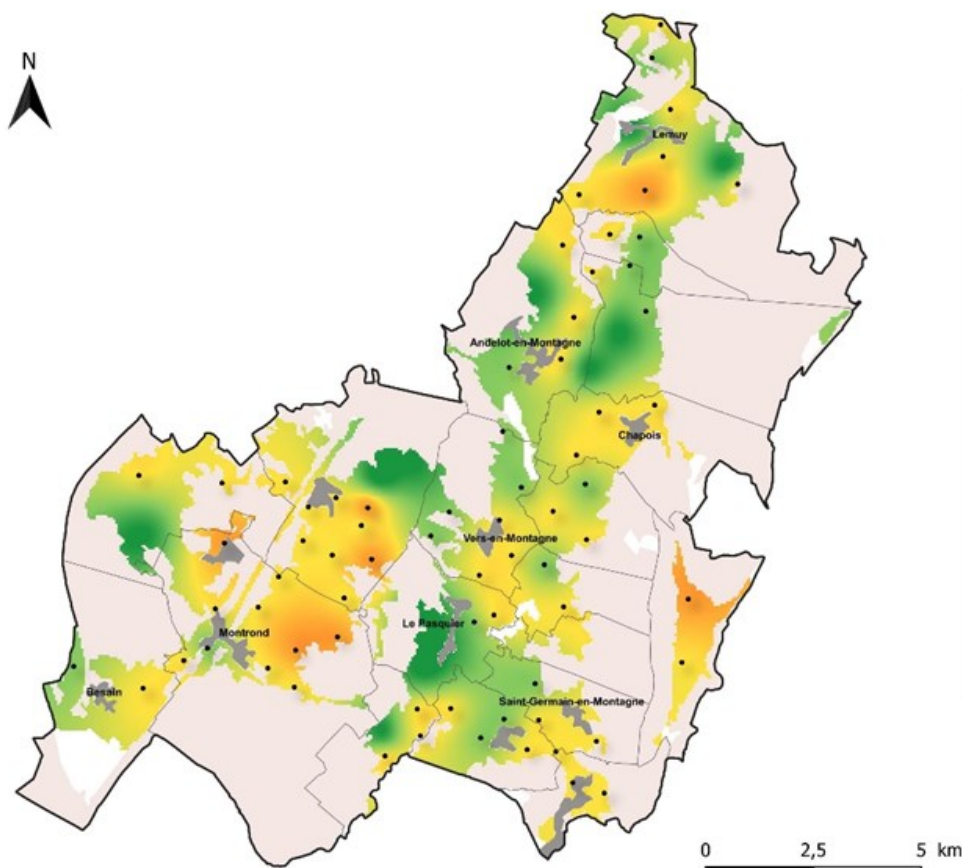 N
Lemuy
Andelot-en-Montagne
Chapois
Vers-en-Montagne
Le Pasquier
Montrond
Besain
Saint-Germain-en-Montagne
0 2,5 5 km